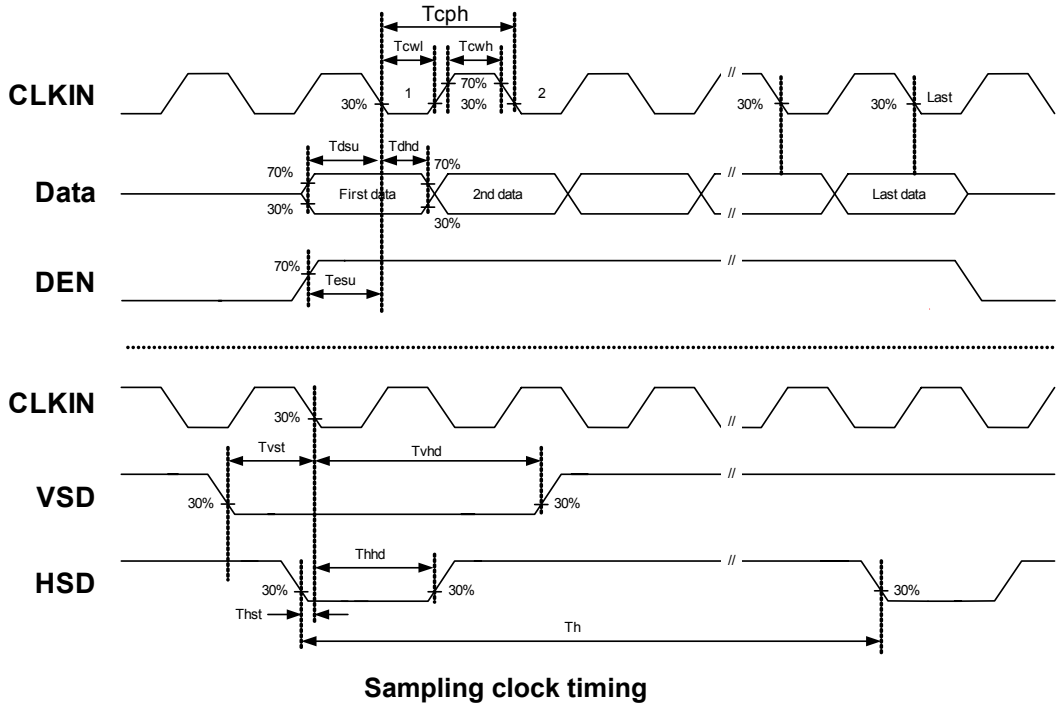 Tcph
Tcwl Tcwh
CLKIN // 70% 30% 1 30% 2 30% 30% Last
Tdsu Tdhd
70% 70% //
Data First data 2nd data Last data
30% 30% //
70% //
DEN Tesu
CLKIN 30% //
Tvst Tvhd
VSD 30% 30% //
Thhd
HSD 30% 30% // 30%
Thst
Th
Sampling clock timing